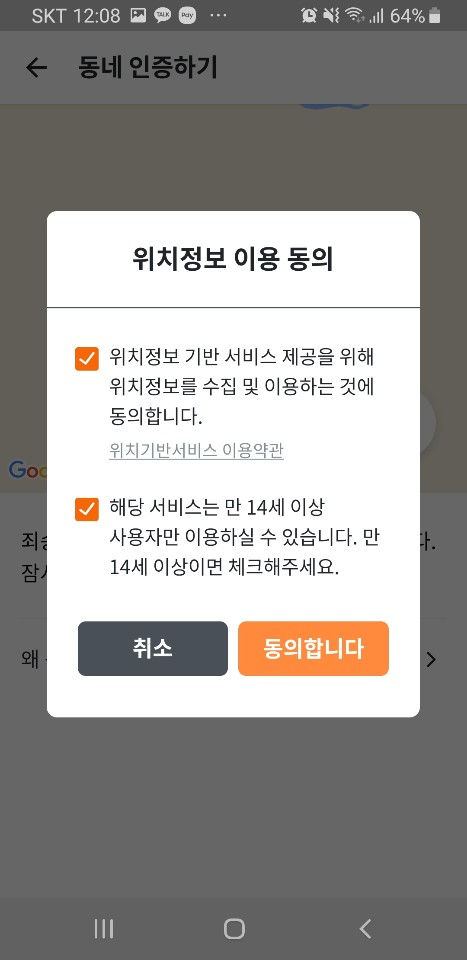 SKT 12:08 TALK Pay ... 64%
동네 인증하기
위치정보 이용 동의
위치정보 기반 서비스 제공을 위해
위치정보를 수집 및 이용하는 것에
동의합니다.
위치기반서비스 이용약관
Goo
해당 서비스는 만 14세 이상
사용자만 이용하실 수 있습니다. 만
14세 이상이면 체크해주세요.
다.
왜
취소 동의합니다